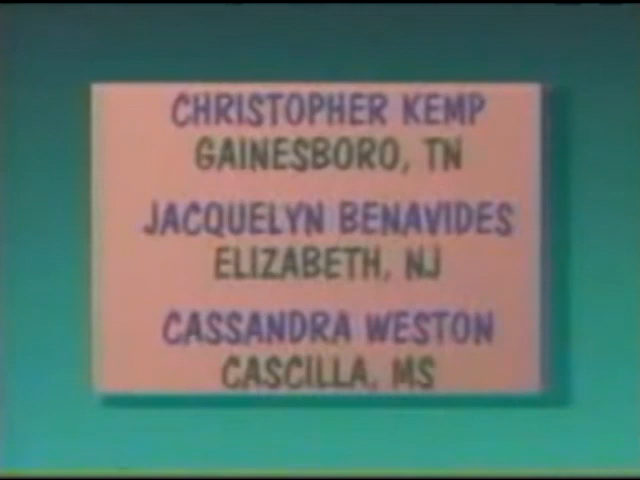 CHRISTOPHER KEMP
GAINESBORO, TN
JACQUELYN BENAVIDES
ELIZABETH, NJ
CASSANDRA WESTON
CASCILLA, MS